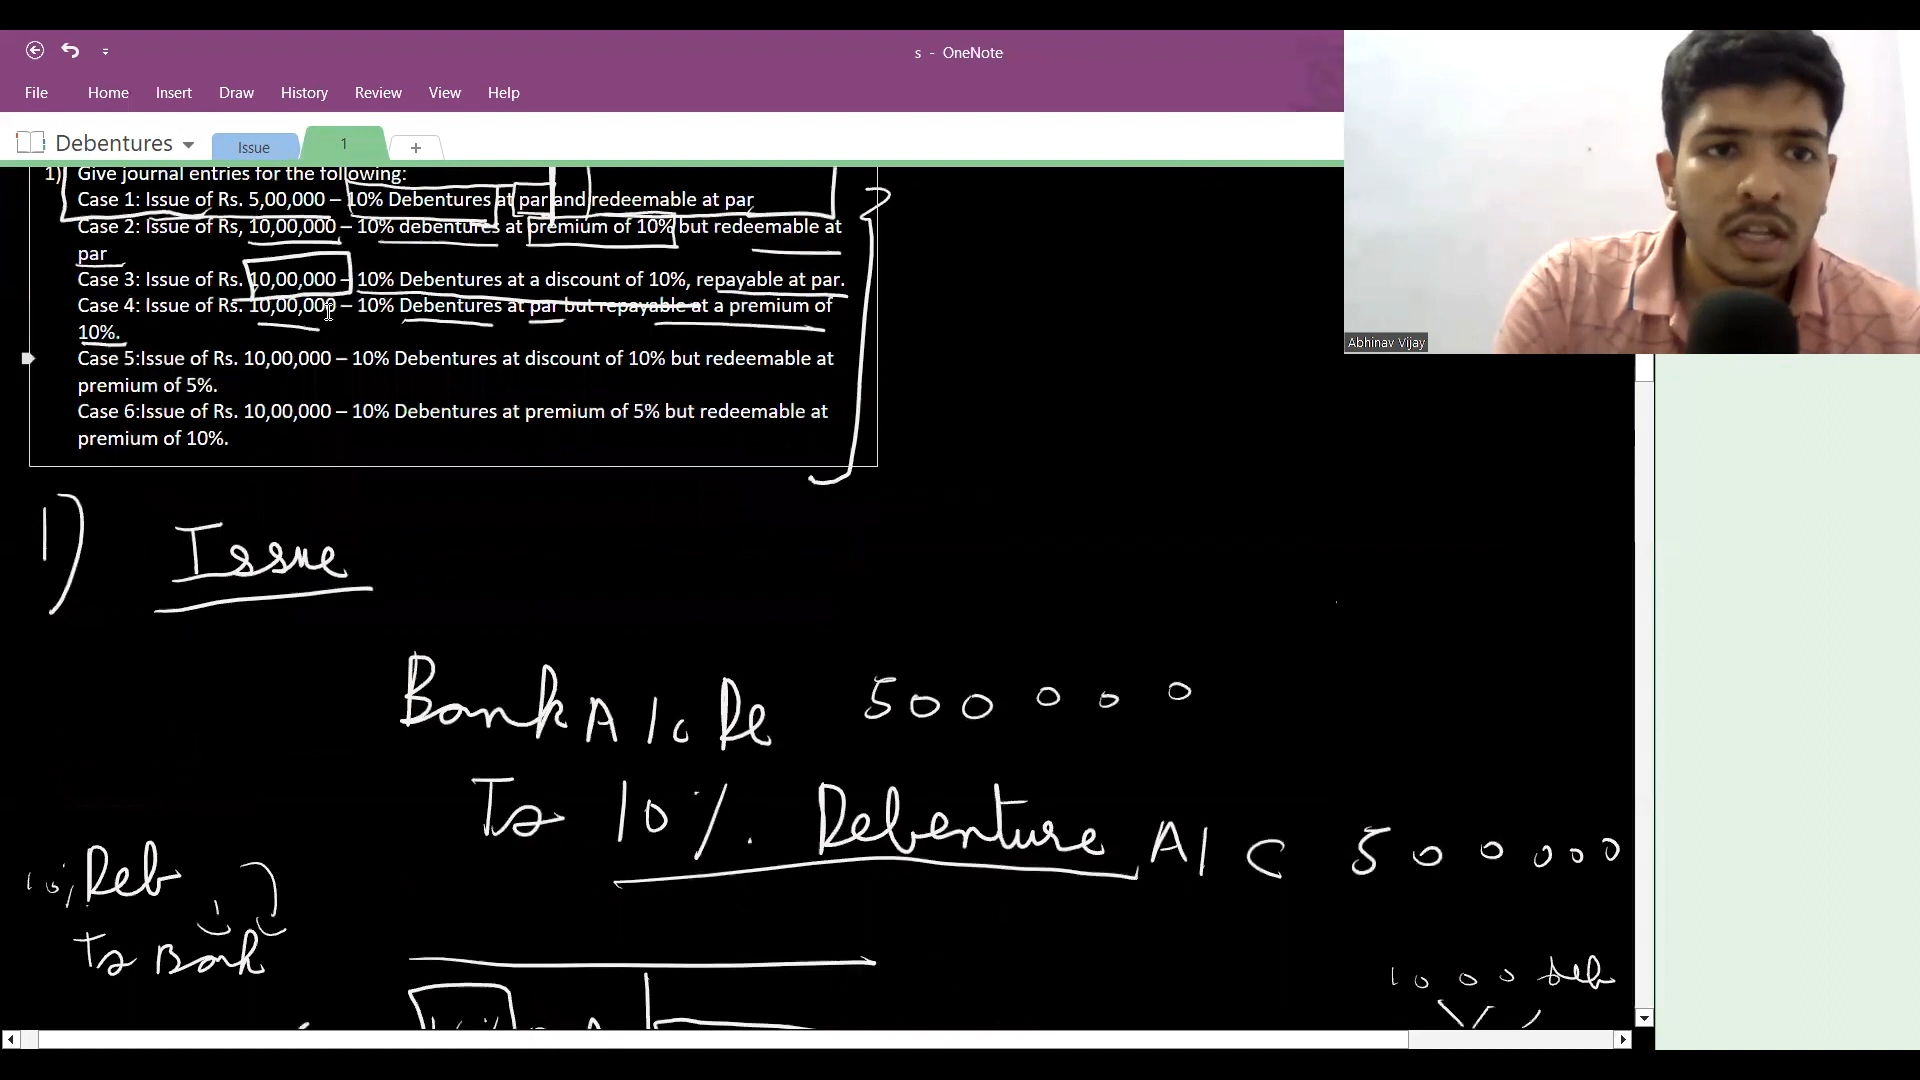 s - OneNote
File Home Insert Draw History Review View Help
Debentures Issue 1 +
1) Give journal entries for the following:
Case 1: Issue of Rs. 5,00,000 – 10% Debentures at par and redeemable at par
Case 2: Issue of Rs, 10,00,000 – 10% debentures at premium of 10% but redeemable at
par
Case 3: Issue of Rs. 10,00,000 – 10% Debentures at a discount of 10%, repayable at par.
Case 4: Issue of Rs. 10,00,000 – 10% Debentures at par but repayable at a premium of
10%.
Case 5:Issue of Rs. 10,00,000 – 10% Debentures at discount of 10% but redeemable at
premium of 5%.
Case 6:Issue of Rs. 10,00,000 – 10% Debentures at premium of 5% but redeemable at
premium of 10%.
Abhinav Vijay
1) Issue
Bank A/c Dr 500000
To 10%. Debenture A/C 500000
10% Deb
To Bank
1000 deb